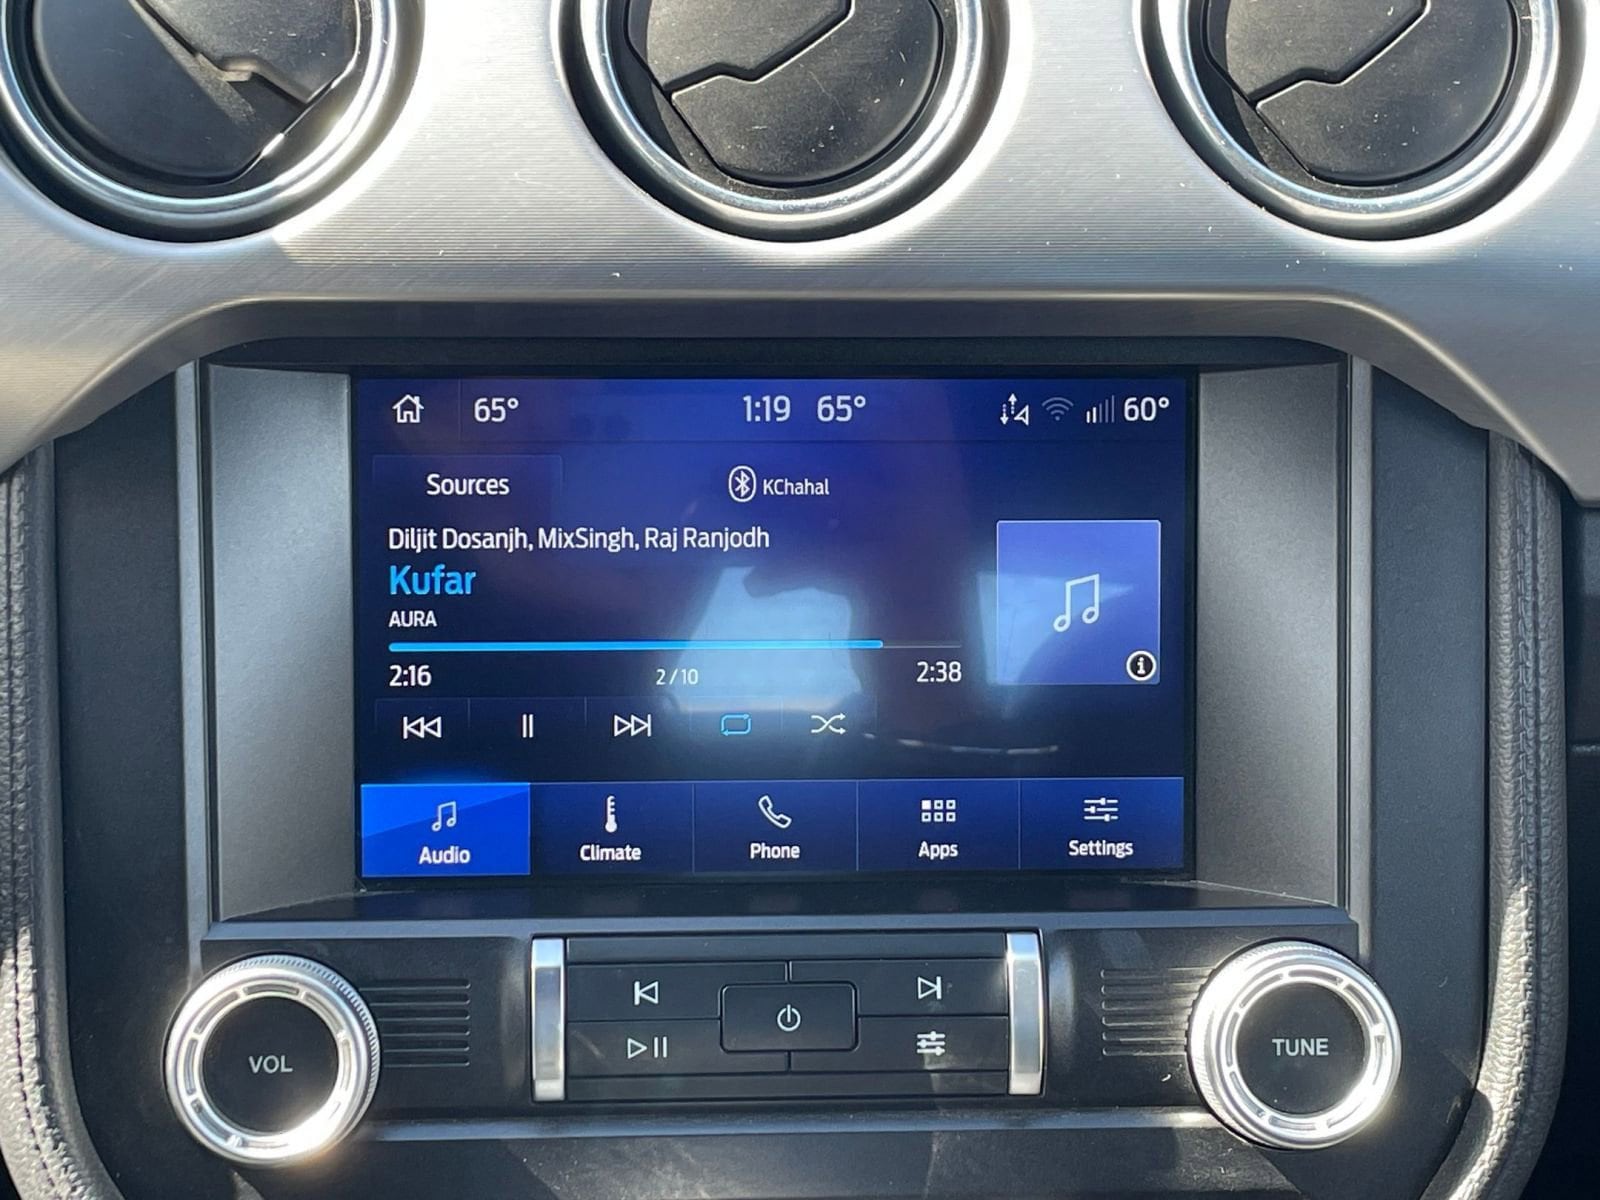 65° 1:19 65° 60°
Sources KChahal
Diljit Dosanjh, MixSingh, Raj Ranjodh
Kufar
AURA
2:16 2/10 2:38
Audio Climate Phone Apps Settings
VOL TUNE